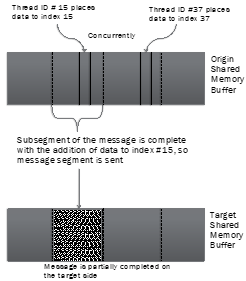 Thread ID # 15 places
data to index 15
Thread ID #37 places
data to index 37
Concurrently
Origin
Shared
Memory
Buffer
Subsegment of the message is complete
with the addition of data to index #15, so
message segment is sent
Target
Shared
Memory
Buffer
Message is partially completed on
the target side